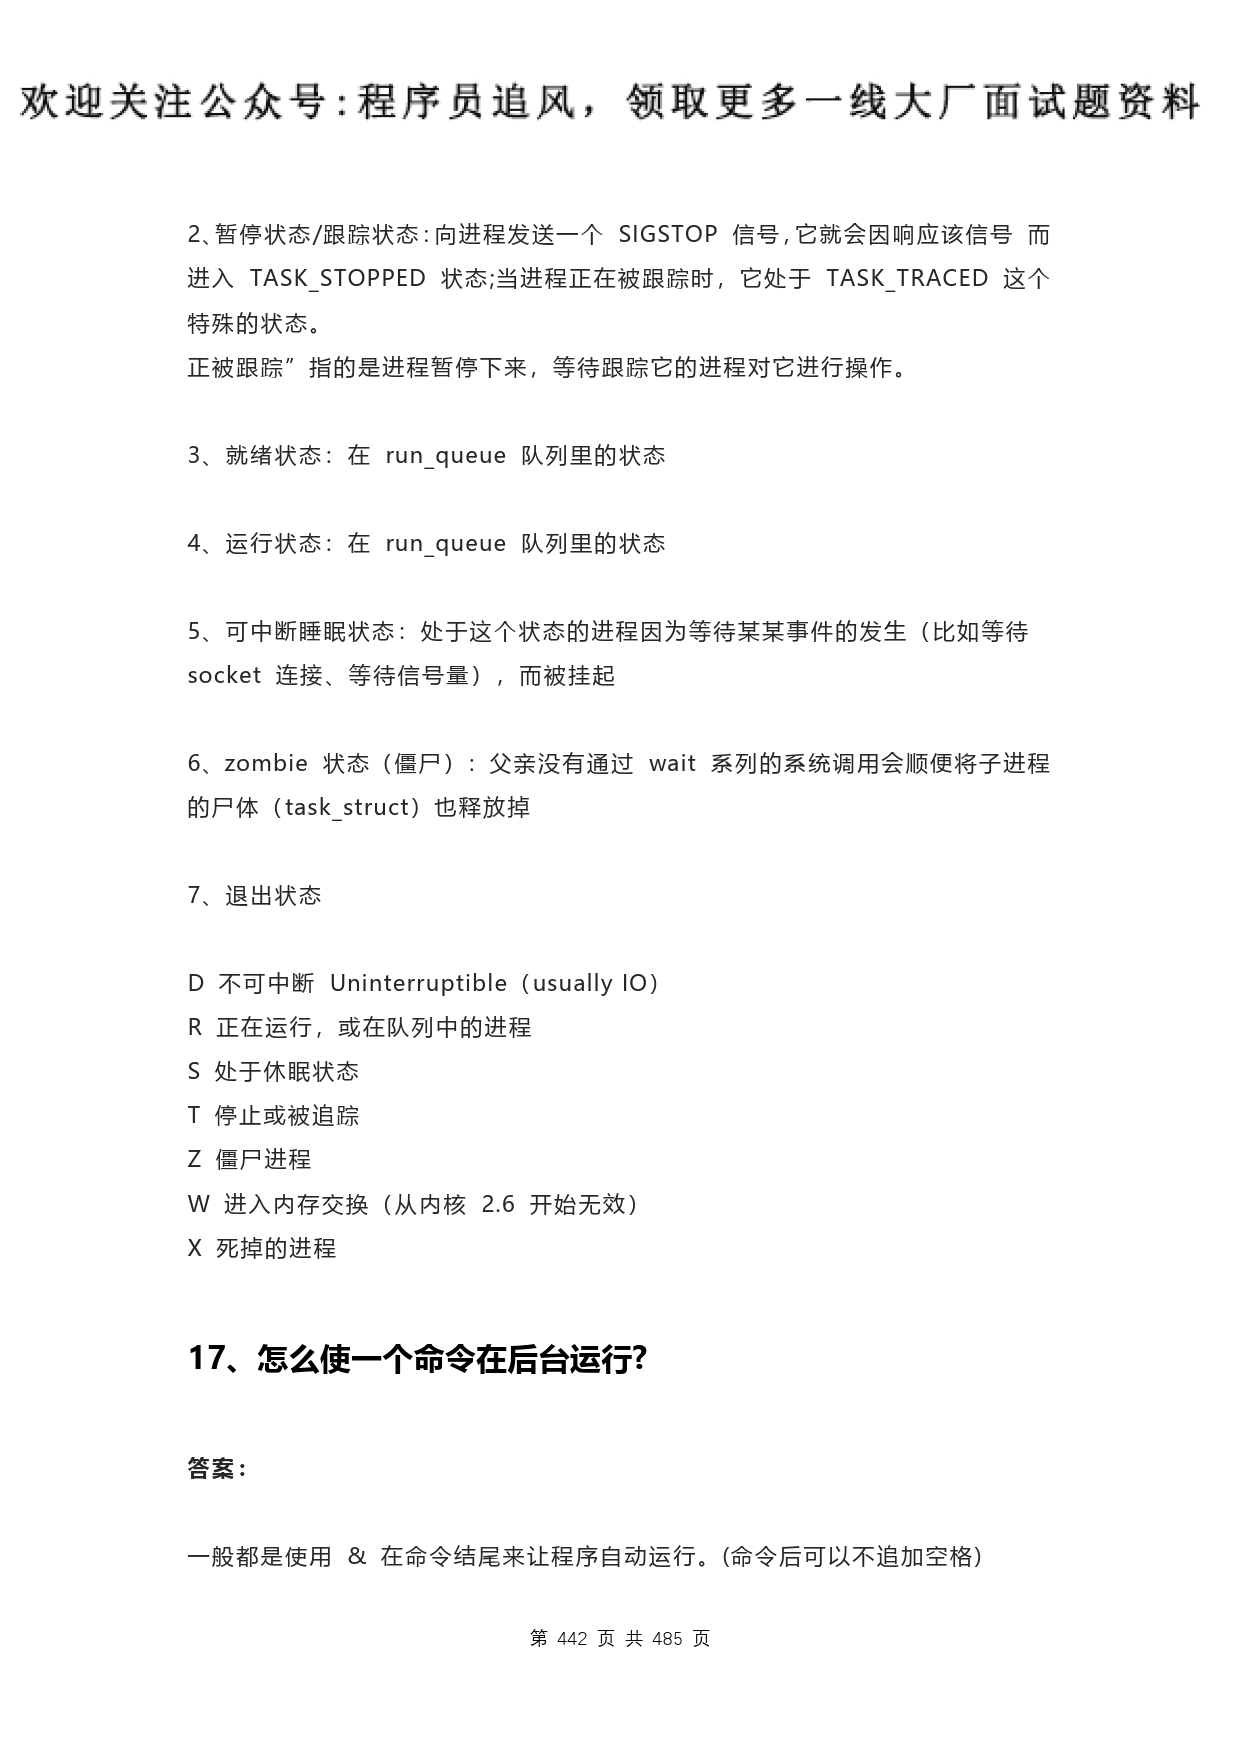 欢迎关注公众号:程序员追风，领取更多一线大厂面试题资料
2、暂停状态/跟踪状态:向进程发送一个 SIGSTOP 信号,它就会因响应该信号 而
进入 TASK_STOPPED 状态;当进程正在被跟踪时，它处于 TASK_TRACED 这个
特殊的状态。
正被跟踪”指的是进程暂停下来，等待跟踪它的进程对它进行操作。
3、就绪状态：在 run_queue 队列里的状态
4、运行状态：在 run_queue 队列里的状态
5、可中断睡眠状态：处于这个状态的进程因为等待某某事件的发生（比如等待
socket 连接、等待信号量），而被挂起
6、zombie 状态（僵尸）：父亲没有通过 wait 系列的系统调用会顺便将子进程
的尸体（task_struct）也释放掉
7、退出状态
D 不可中断 Uninterruptible（usually IO）
R 正在运行，或在队列中的进程
S 处于休眠状态
T 停止或被追踪
Z 僵尸进程
W 进入内存交换（从内核 2.6 开始无效）
X 死掉的进程
17、怎么使一个命令在后台运行?
答案：
一般都是使用 & 在命令结尾来让程序自动运行。(命令后可以不追加空格)
第 442 页 共 485 页